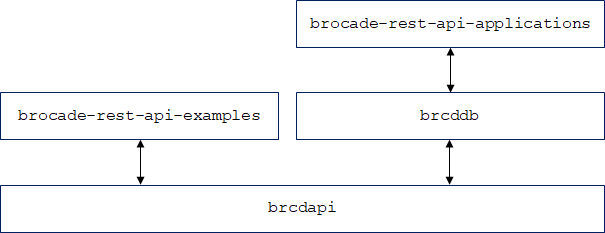 brocade-rest-api-applications
brocade-rest-api-examples
brcddb
brcdapi